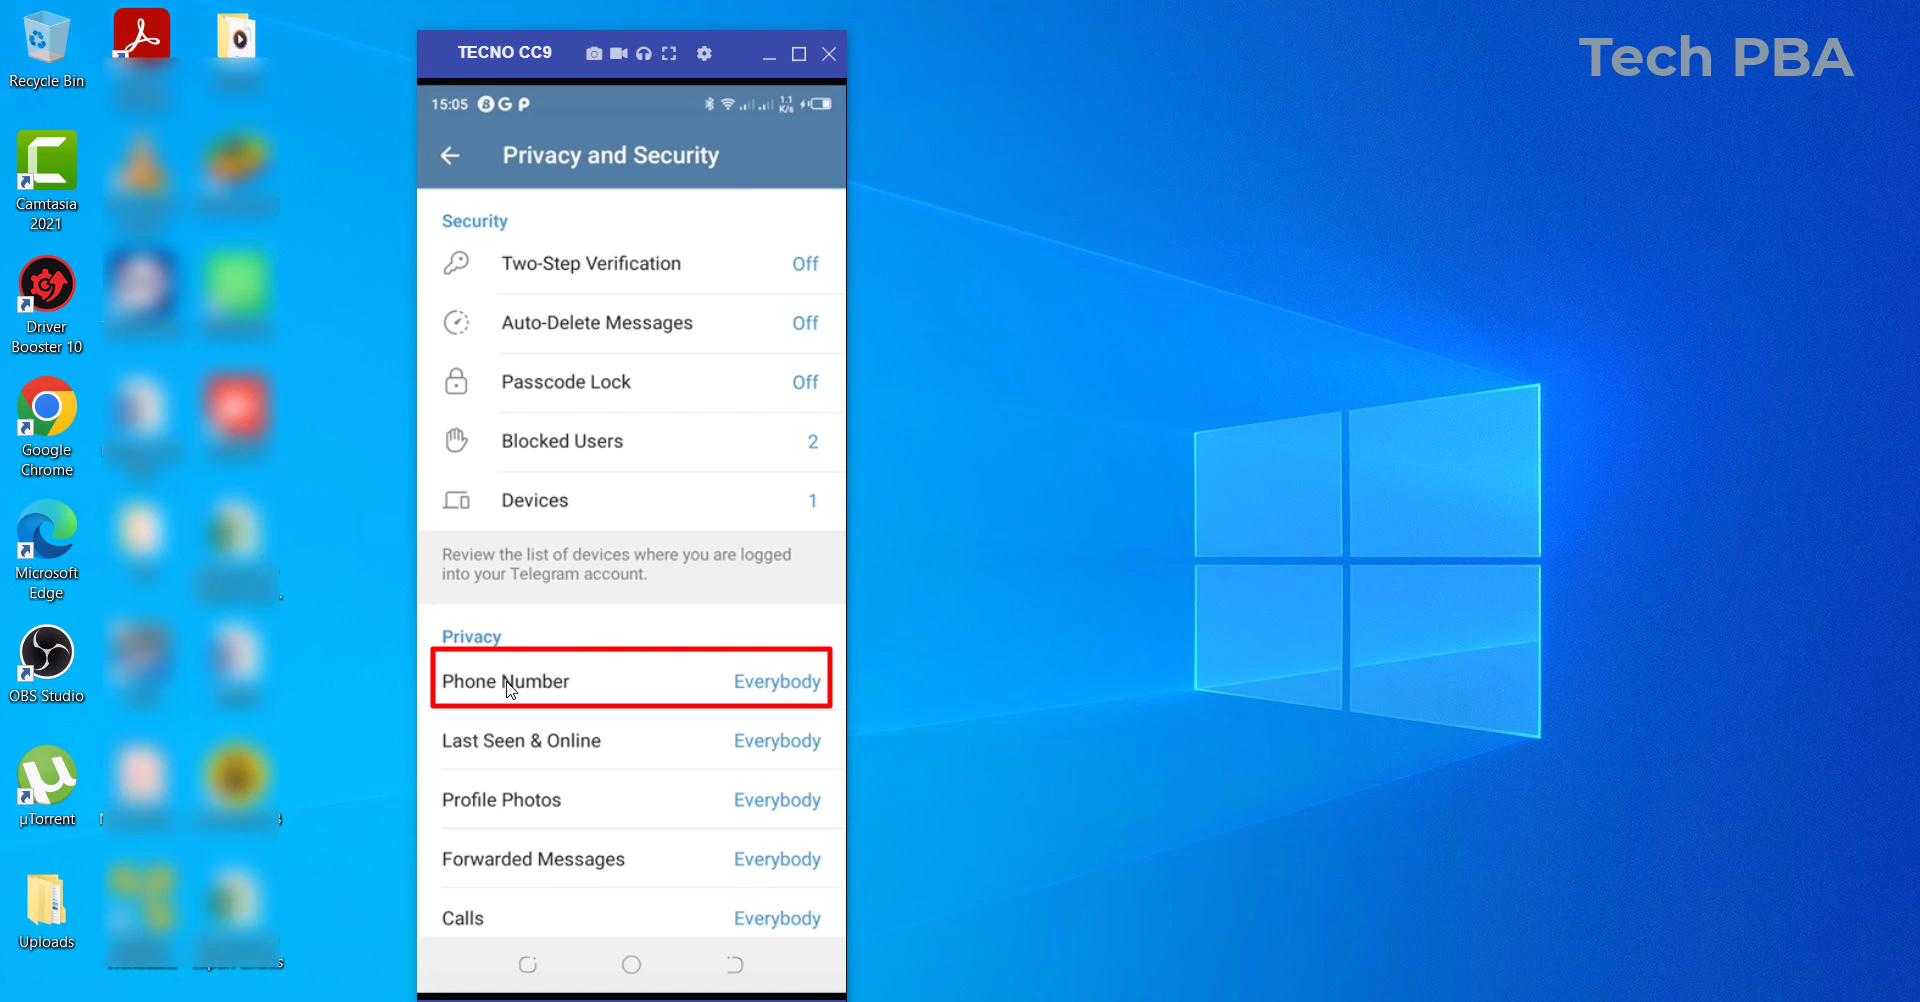 Tech PBA
Recycle Bin
Camtasia
2021
Driver
Booster 10
Google
Chrome
Microsoft
Edge
OBS Studio
µTorrent
Uploads
TECNO CC9
15:05
1.1
K/s
Privacy and Security
Security
Two-Step Verification Off
Auto-Delete Messages Off
Passcode Lock Off
Blocked Users 2
Devices 1
Review the list of devices where you are logged
into your Telegram account.
Privacy
Phone Number Everybody
Last Seen & Online Everybody
Profile Photos Everybody
Forwarded Messages Everybody
Calls Everybody